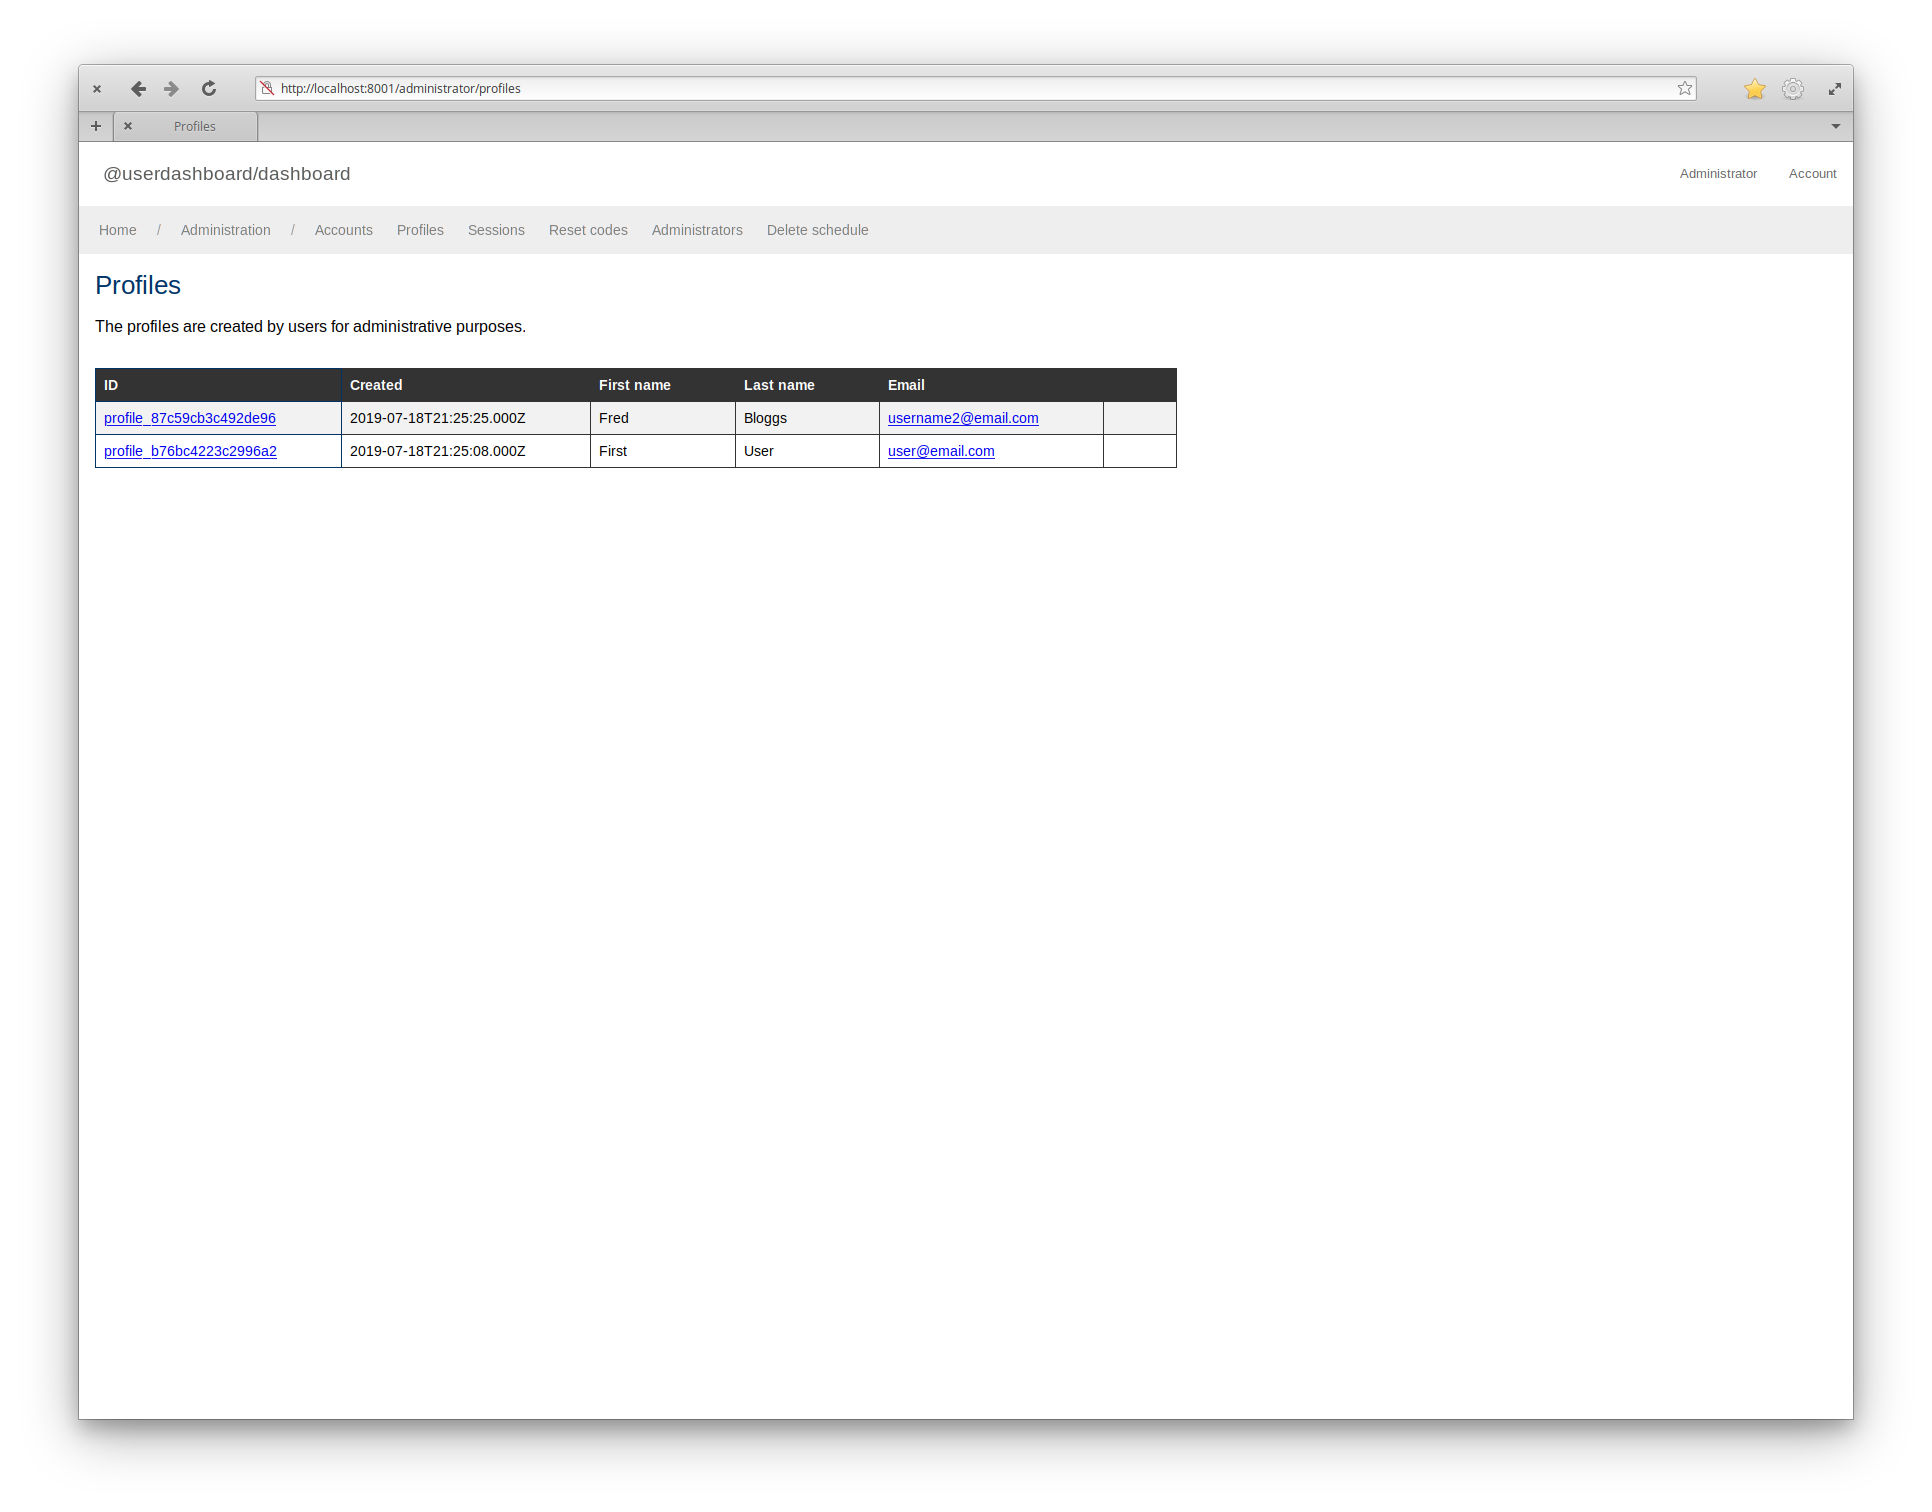 http://localhost:8001/administrator/profiles
Profiles
@userdashboard/dashboard Administrator Account
Home / Administration / Accounts Profiles Sessions Reset codes Administrators Delete schedule
Profiles
The profiles are created by users for administrative purposes.
ID Created First name Last name Email
profile_87c59cb3c492de96 2019-07-18T21:25:25.000Z Fred Bloggs username2@email.com
profile_b76bc4223c2996a2 2019-07-18T21:25:08.000Z First User user@email.com